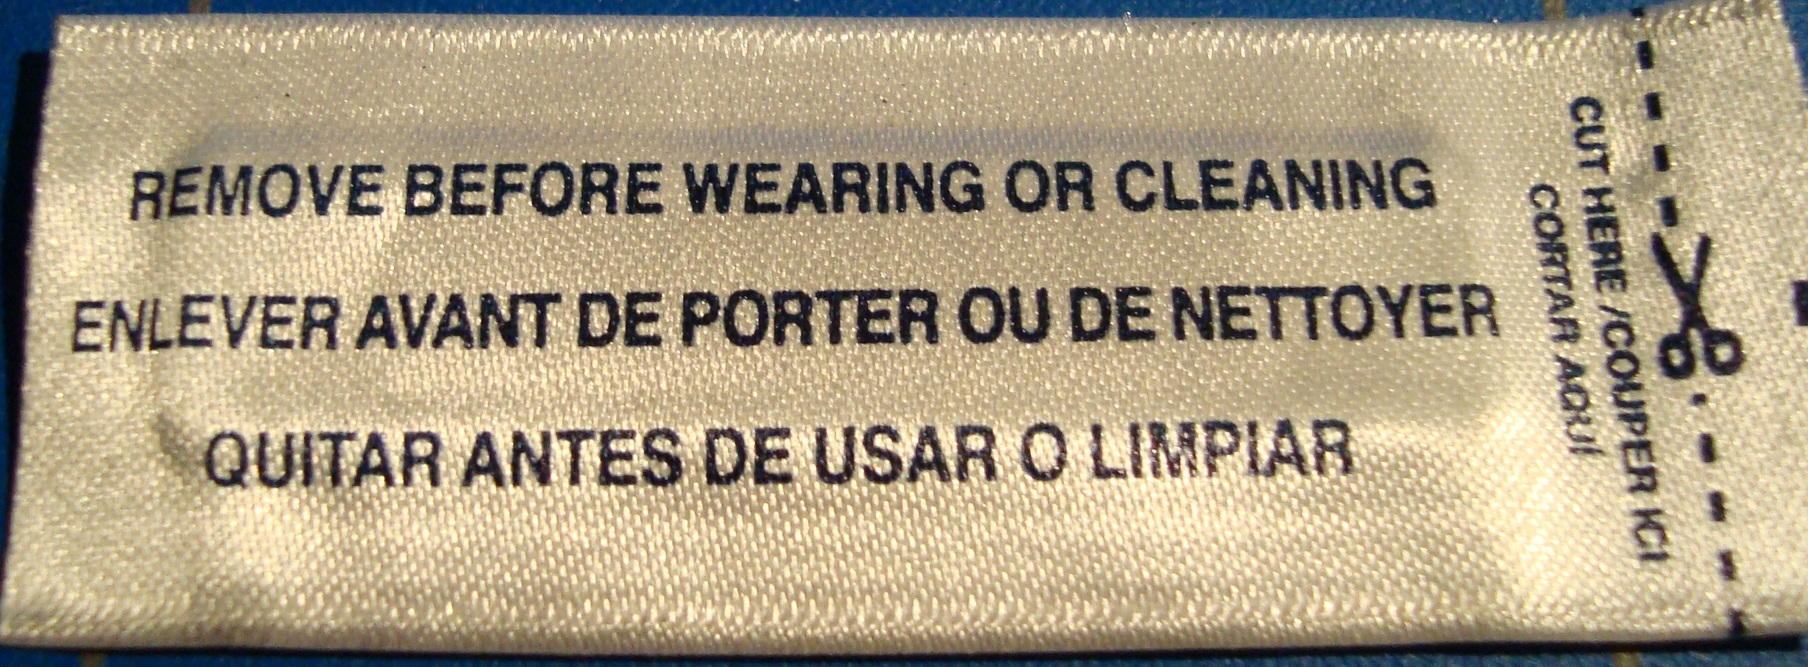 REMOVE BEFORE WEARING OR CLEANING
ENLEVER AVANT DE PORTER OU DE NETTOYER
QUITAR ANTES DE USAR O LIMPIAR
CUT HERE/COUPER ICI
CORTAR AQUÍ